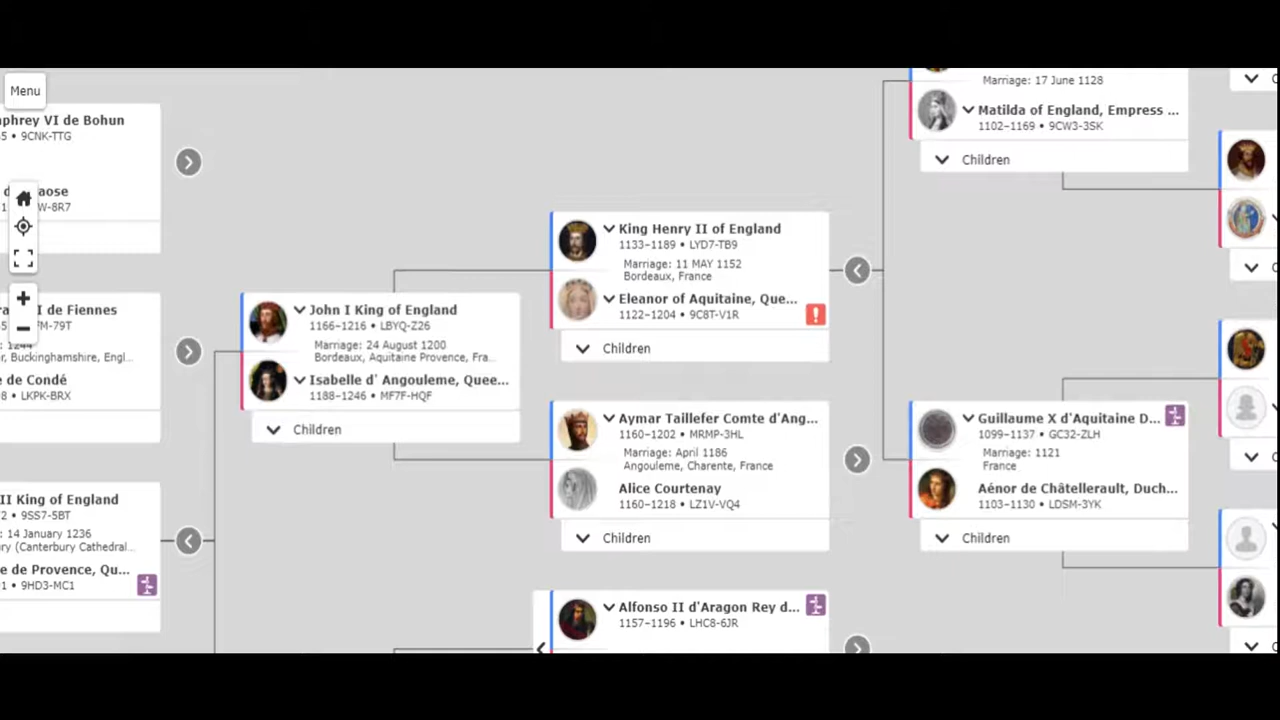 Menu
phrey VI de Bohun
5 • 9CNK-TTG
aose
W-8R7
I de Fiennes
M-79T
r, Buckinghamshire, Engl...
e de Condé
8 • LKPK-BRX
II King of England
2 • 9SS7-5BT
: 14 January 1236
ry (Canterbury Cathedral...
e de Provence, Qu...
1 • 9HD3-MC1
John I King of England
1166–1216 • LBYQ-Z26
Marriage: 24 August 1200
Bordeaux, Aquitaine Provence, Fra...
Isabelle d' Angouleme, Quee...
1188–1246 • MF7F-HQF
Children
King Henry II of England
1133–1189 • LYD7-TB9
Marriage: 11 MAY 1152
Bordeaux, France
Eleanor of Aquitaine, Que...
1122–1204 • 9C8T-V1R
Children
Aymar Taillefer Comte d'Ang...
1160–1202 • MRMP-3HL
Marriage: April 1186
Angouleme, Charente, France
Alice Courtenay
1160–1218 • LZ1V-VQ4
Children
Alfonso II d'Aragon Rey d...
1157–1196 • LHC8-6JR
Marriage: 17 June 1128
Matilda of England, Empress ...
1102–1169 • 9CW3-3SK
Children
Guillaume X d'Aquitaine D...
1099–1137 • GC32-ZLH
Marriage: 1121
France
Aénor de Châtellerault, Duch...
1103–1130 • LDSM-3YK
Children